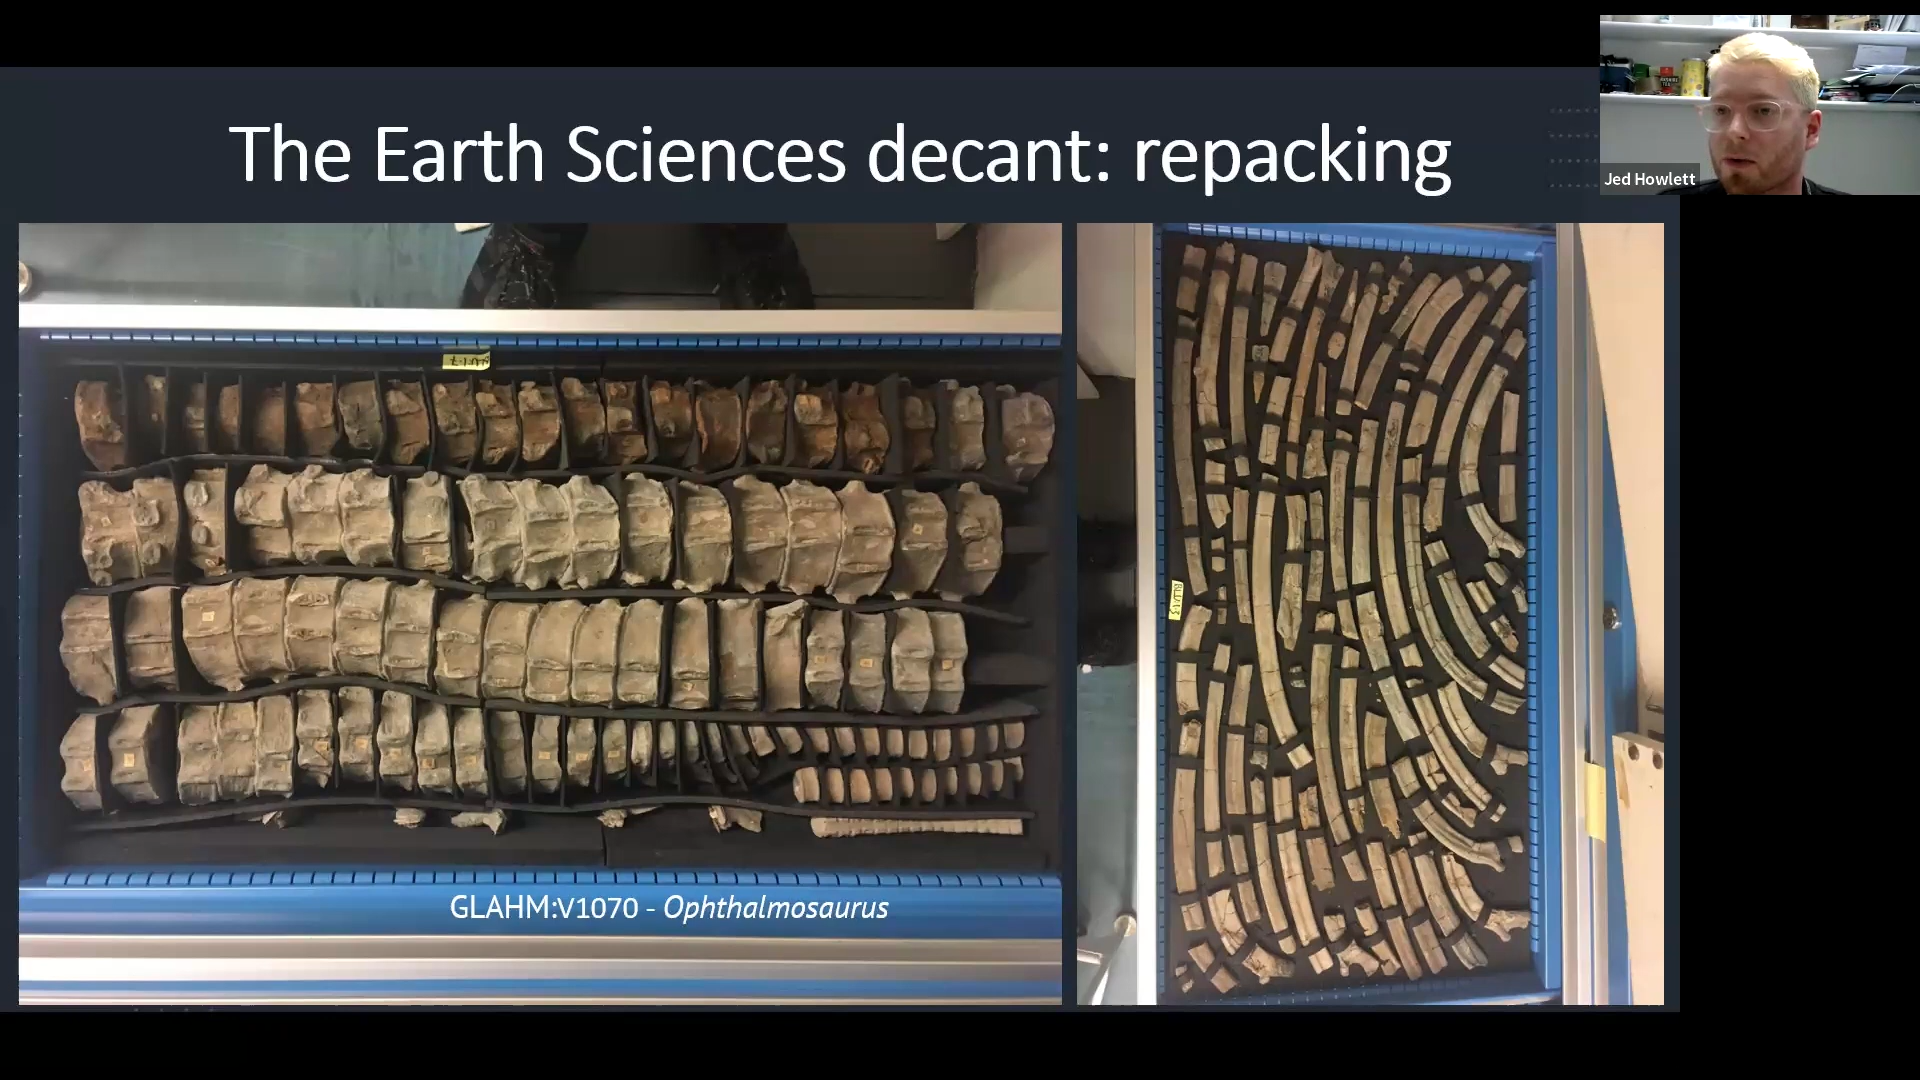 The Earth Sciences decant: repacking
Jed Howlett
GLAHM:V1070 - Ophthalmosaurus